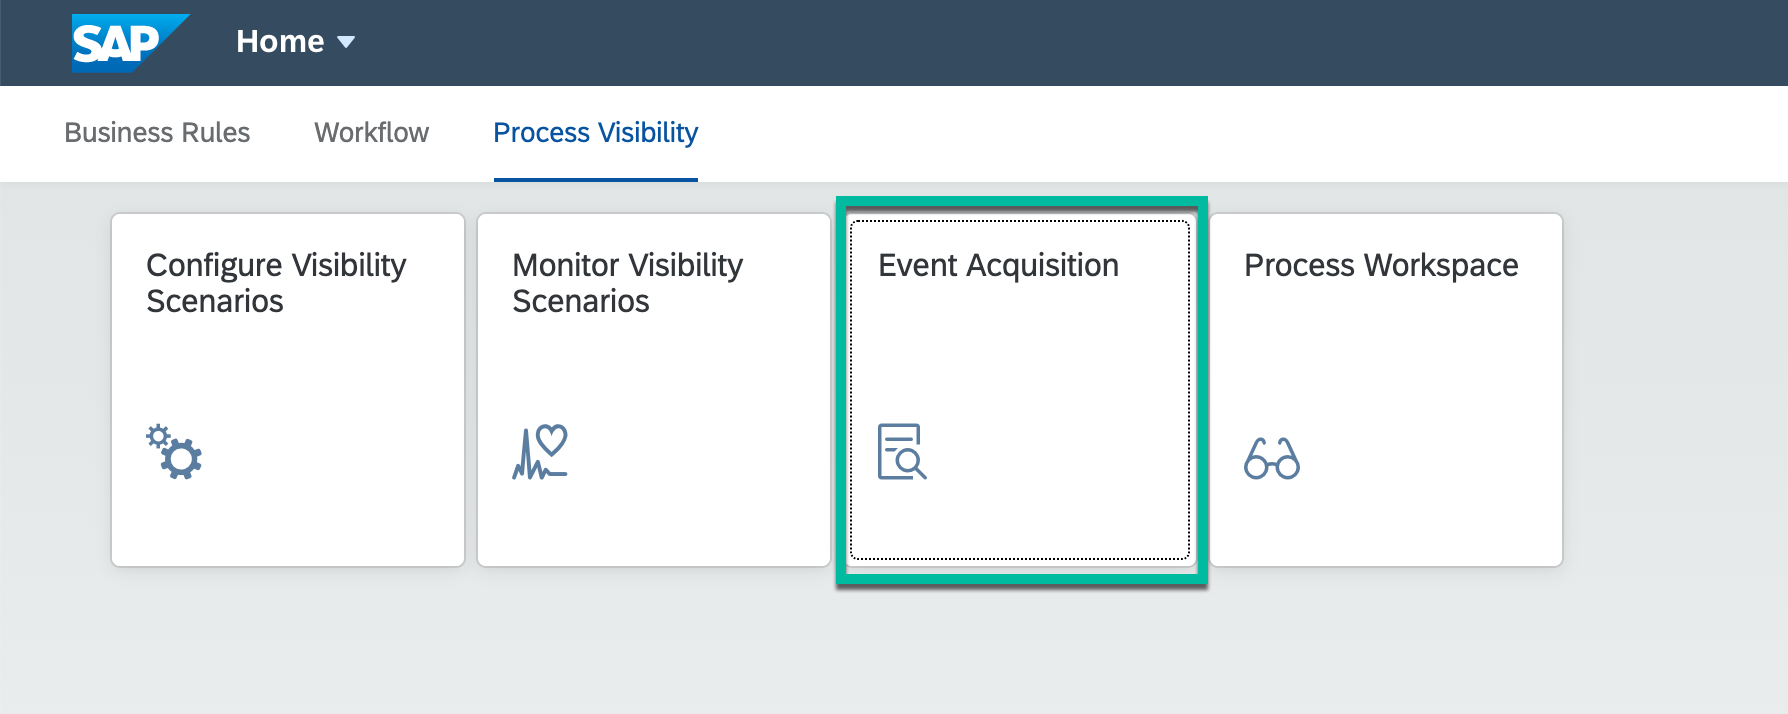 SAP
Home
Business Rules
Workflow
Process Visibility
Configure Visibility
Scenarios
Monitor Visibility
Scenarios
Event Acquisition
Process Workspace